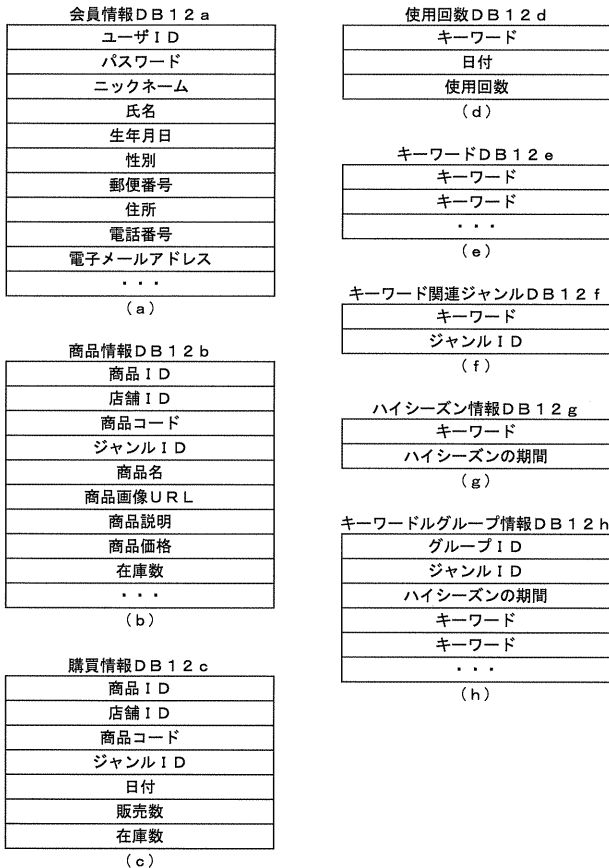 会員情報DB12a
ユーザID
パスワード
ニックネーム
氏名
生年月日
性別
郵便番号
住所
電話番号
電子メールアドレス
・・・
(a)
商品情報DB12b
商品ID
店舗ID
商品コード
ジャンルID
商品名
商品画像URL
商品説明
商品価格
在庫数
・・・
(b)
購買情報DB12c
商品ID
店舗ID
商品コード
ジャンルID
日付
販売数
在庫数
(c)
使用回数DB12d
キーワード
日付
使用回数
(d)
キーワードDB12e
キーワード
キーワード
・・・
(e)
キーワード関連ジャンルDB12f
キーワード
ジャンルID
(f)
ハイシーズン情報DB12g
キーワード
ハイシーズンの期間
(g)
キーワードルグループ情報DB12h
グループID
ジャンルID
ハイシーズンの期間
キーワード
キーワード
・・・
(h)